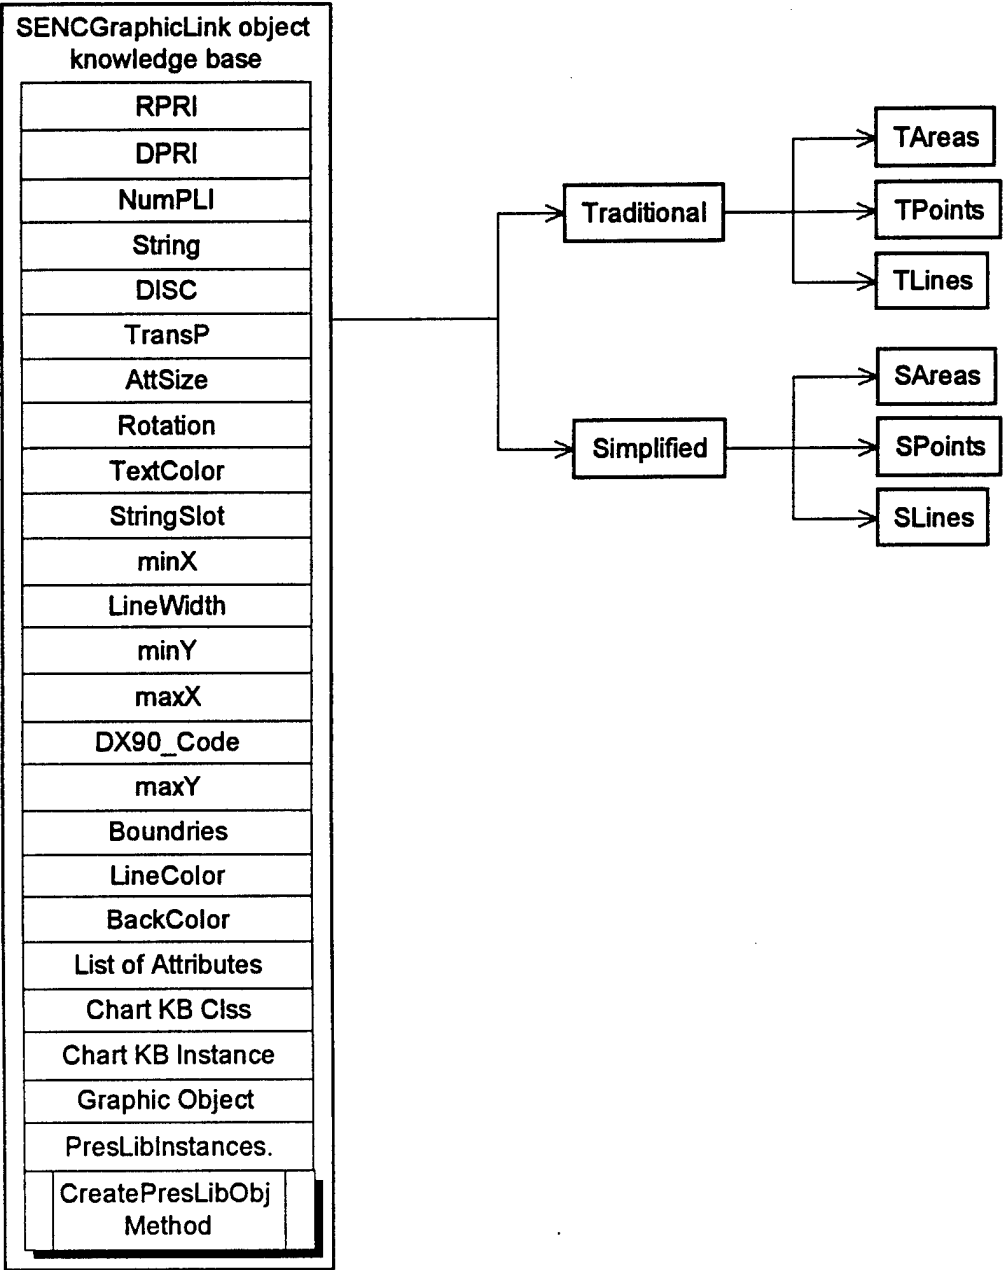 SENCGraphicLink object
knowledge base
RPRI
DPRI
NumPLI
String
DISC
TransP
AttSize
Rotation
TextColor
StringSlot
minX
LineWidth
minY
maxX
DX90_Code
maxY
Boundries
LineColor
BackColor
List of Attributes
Chart KB Clss
Chart KB Instance
Graphic Object
PresLibInstances.
CreatePresLibObj
Method
Traditional
TAreas
TPoints
TLines
Simplified
SAreas
SPoints
SLines